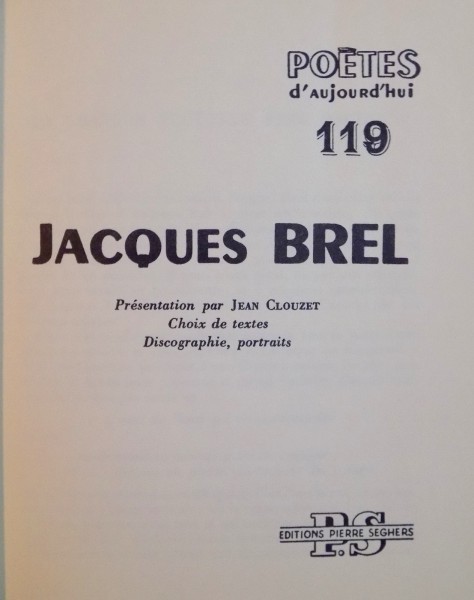 POÈTES
d'aujourd'hui
119
JACQUES BREL
Présentation par JEAN CLOUZET
Choix de textes
Discographie, portraits
P.S
EDITIONS PIERRE SEGHERS